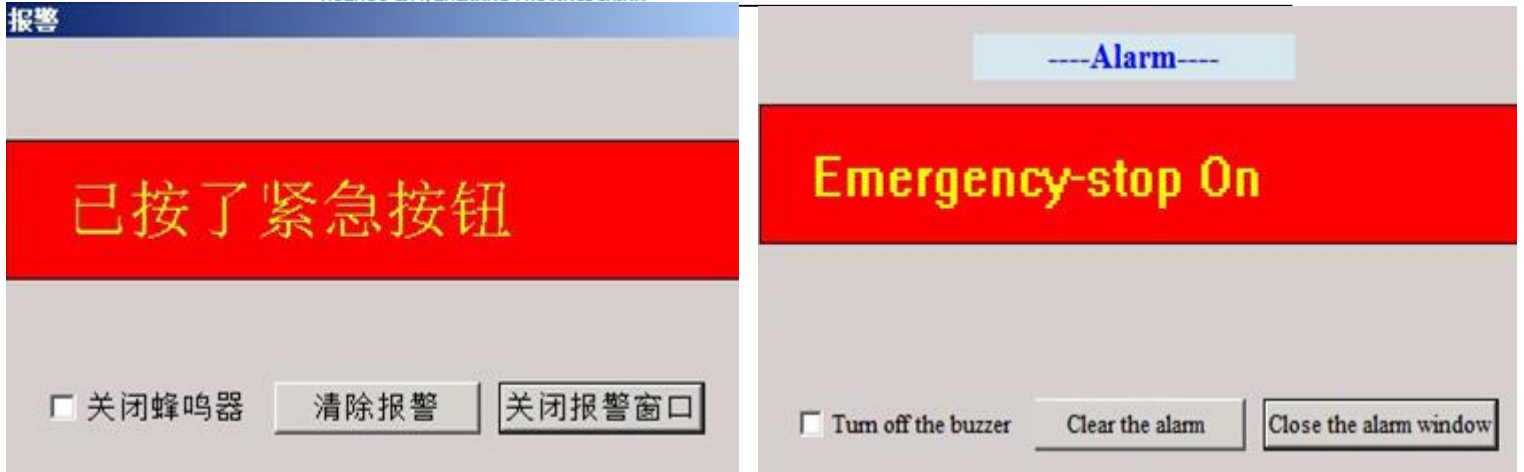 报警
已按了紧急按钮
关闭蜂鸣器 清除报警 关闭报警窗口
----Alarm----
Emergency-stop On
Turn off the buzzer Clear the alarm Close the alarm window